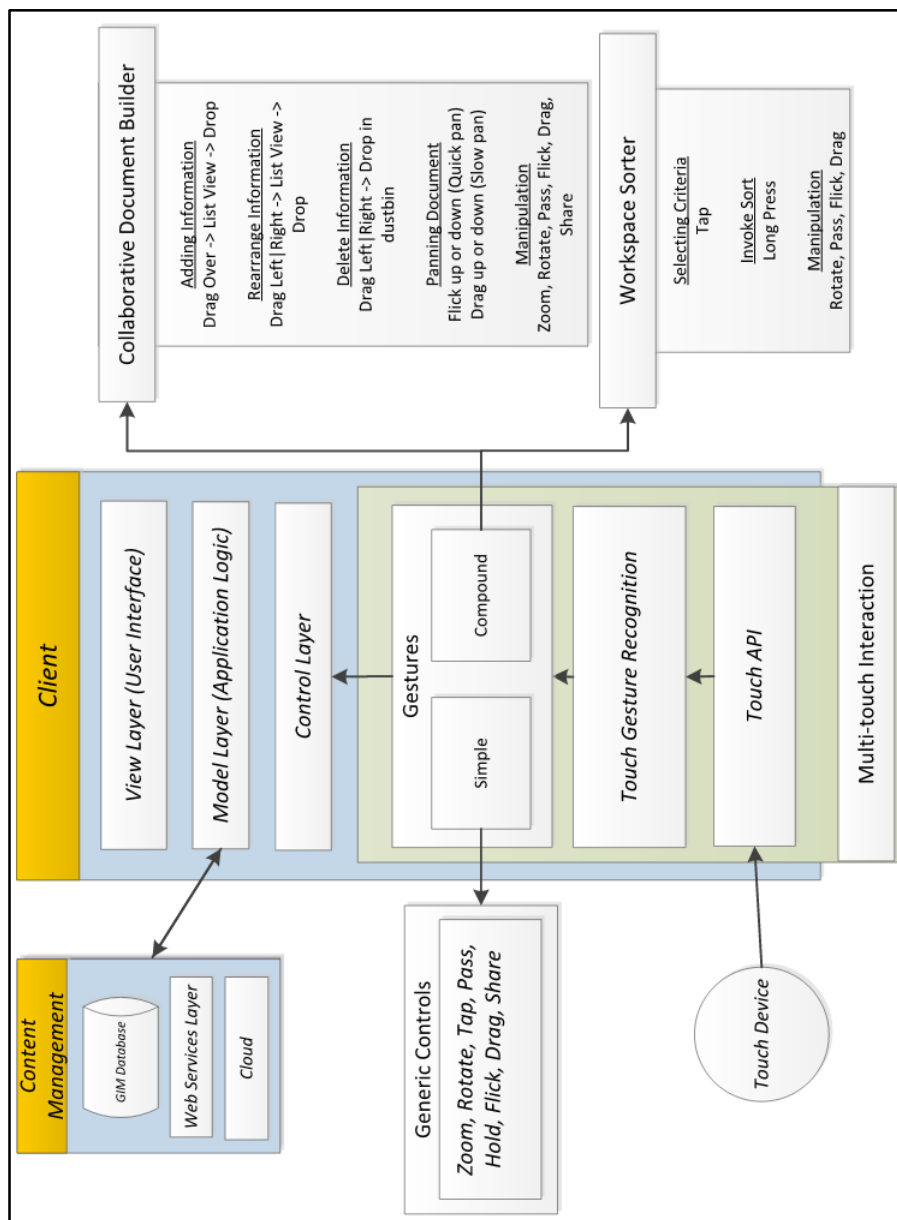 Content
Management
GIM Database
Web Services Layer
Cloud
Client
View Layer (User Interface)
Model Layer (Application Logic)
Control Layer
Gestures
Simple
Compound
Touch Gesture Recognition
Touch API
Multi-touch Interaction
Generic Controls
Zoom, Rotate, Tap, Pass,
Hold, Flick, Drag, Share
Touch Device
Collaborative Document Builder
Adding Information
Drag Over -> List View -> Drop
Rearrange Information
Drag Left|Right -> List View ->
Drop
Delete Information
Drag Left|Right -> Drop in
dustbin
Panning Document
Flick up or down (Quick pan)
Drag up or down (Slow pan)
Manipulation
Zoom, Rotate, Pass, Flick, Drag,
Share
Workspace Sorter
Selecting Criteria
Tap
Invoke Sort
Long Press
Manipulation
Rotate, Pass, Flick, Drag